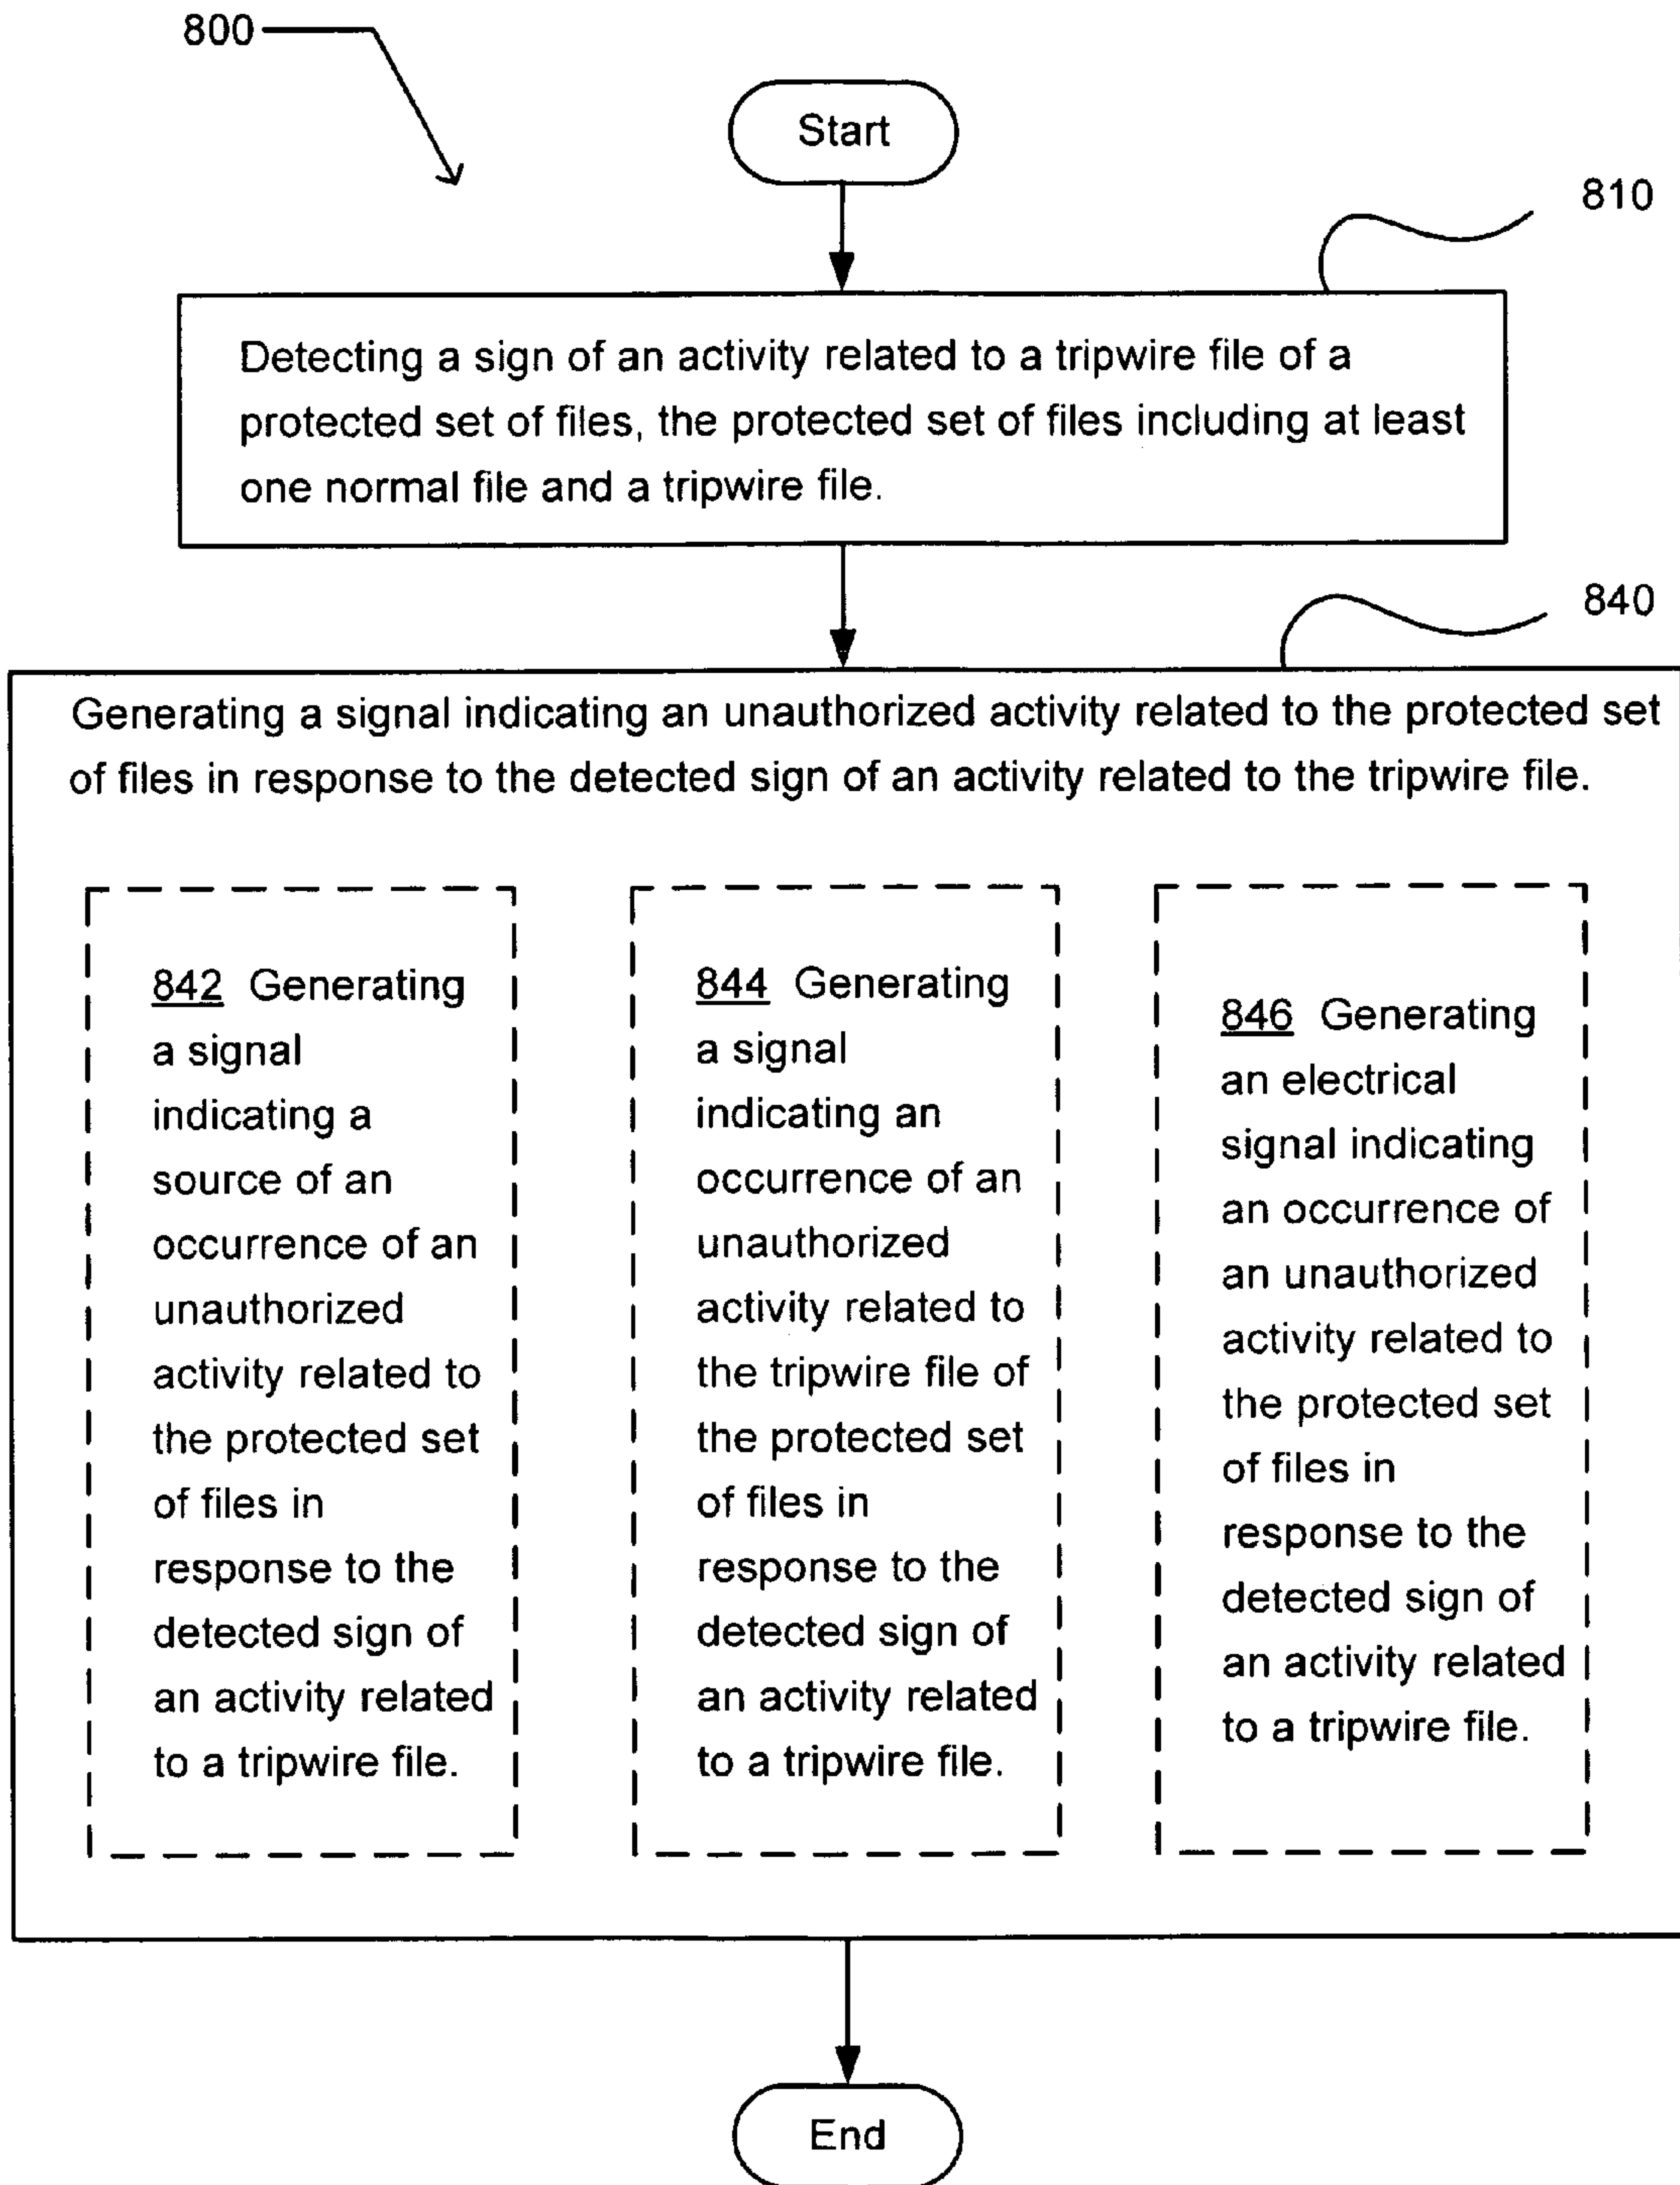 800
Start
810
Detecting a sign of an activity related to a tripwire file of a
protected set of files, the protected set of files including at least
one normal file and a tripwire file.
840
Generating a signal indicating an unauthorized activity related to the protected set
of files in response to the detected sign of an activity related to the tripwire file.
842 Generating
a signal
indicating a
source of an
occurrence of an
unauthorized
activity related to
the protected set
of files in
response to the
detected sign of
an activity related
to a tripwire file.
844 Generating
a signal
indicating an
occurrence of an
unauthorized
activity related to
the tripwire file of
the protected set
of files in
response to the
detected sign of
an activity related
to a tripwire file.
846 Generating
an electrical
signal indicating
an occurrence of
an unauthorized
activity related to
the protected set
of files in
response to the
detected sign of
an activity related
to a tripwire file.
End